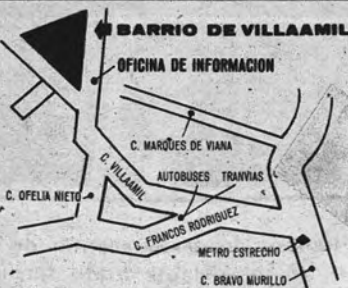 BARRIO DE VILLAAMIL
OFICINA DE INFORMACION
C. MARQUES DE VIANA
C. VILLAAMIL
AUTOBUSES TRANVIAS
C. OFELIA NIETO
C. FRANCOS RODRIGUEZ
METRO ESTRECHO
C. BRAVO MURILLO